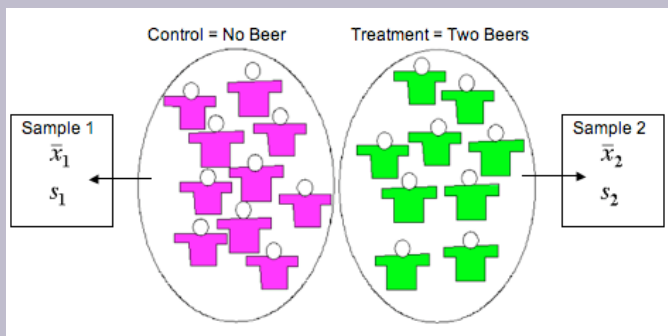 Control = No Beer
Treatment = Two Beers
Sample 1
x̄₁
s₁
Sample 2
x̄₂
s₂